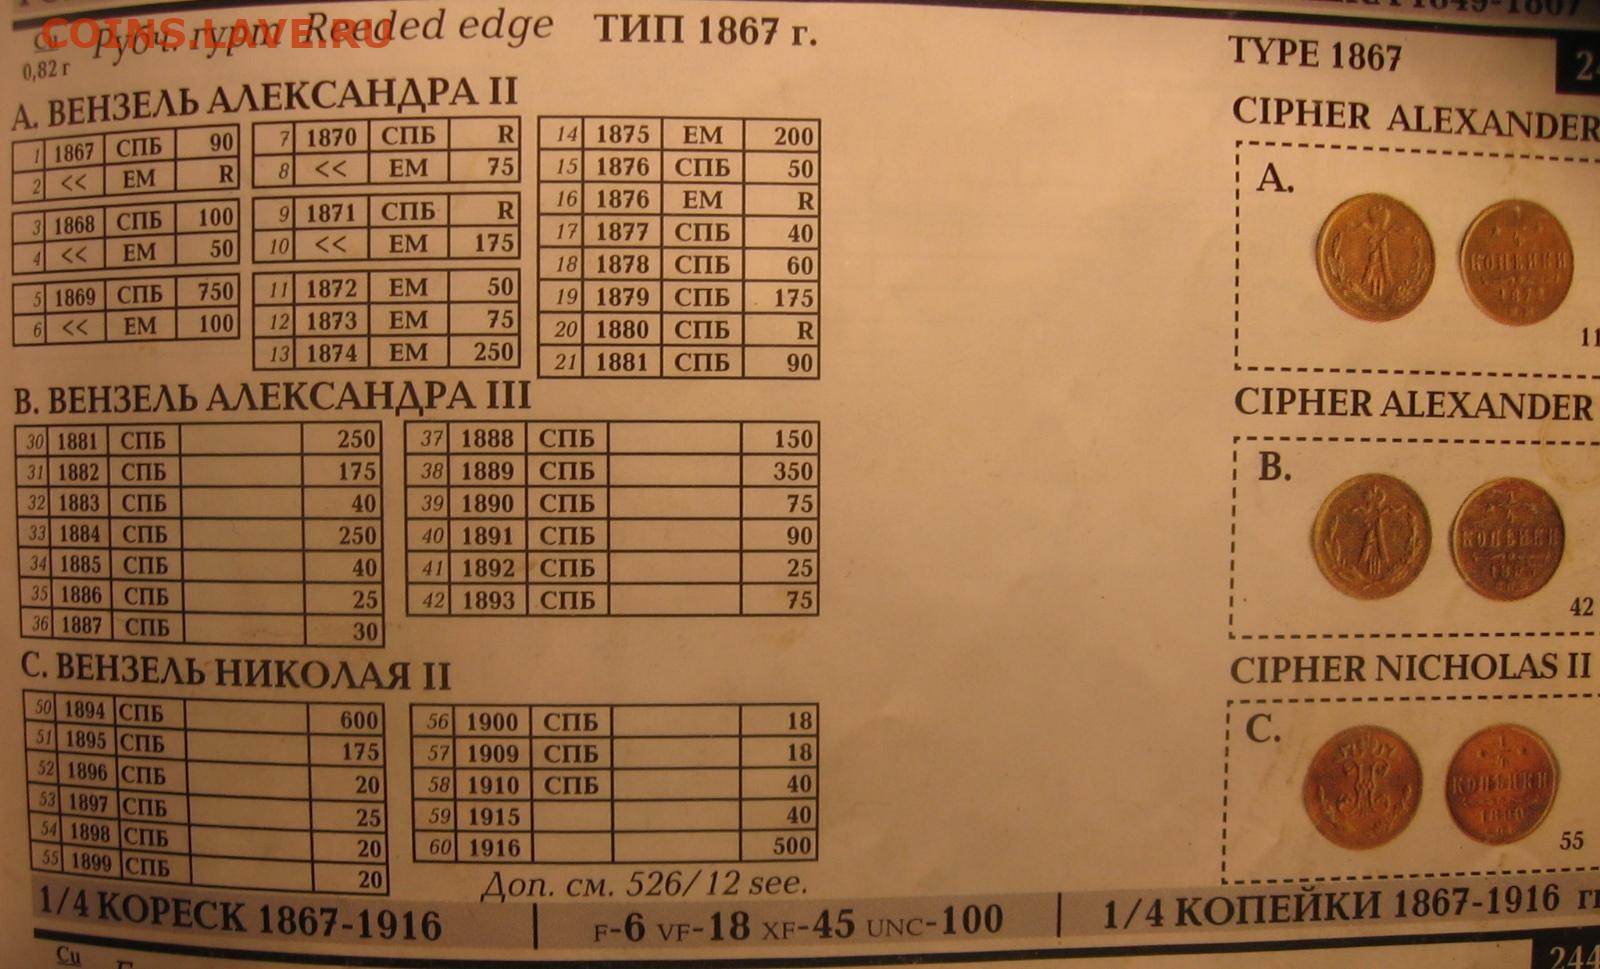 COINS.LAVE.RU
Cu Рубч. гурт Reeded edge ТИП 1867 г.
0,82 г
TYPE 1867
А. ВЕНЗЕЛЬ АЛЕКСАНДРА II
1 1867 СПБ 90
2 << ЕМ R
3 1868 СПБ 100
4 << ЕМ 50
5 1869 СПБ 750
6 << ЕМ 100
7 1870 СПБ R
8 << ЕМ 75
9 1871 СПБ R
10 << ЕМ 175
11 1872 ЕМ 50
12 1873 ЕМ 75
13 1874 ЕМ 250
14 1875 ЕМ 200
15 1876 СПБ 50
16 1876 ЕМ R
17 1877 СПБ 40
18 1878 СПБ 60
19 1879 СПБ 175
20 1880 СПБ R
21 1881 СПБ 90
CIPHER ALEXANDER
A.
11
B. ВЕНЗЕЛЬ АЛЕКСАНДРА III
30 1881 СПБ 250
31 1882 СПБ 175
32 1883 СПБ 40
33 1884 СПБ 250
34 1885 СПБ 40
35 1886 СПБ 25
36 1887 СПБ 30
37 1888 СПБ 150
38 1889 СПБ 350
39 1890 СПБ 75
40 1891 СПБ 90
41 1892 СПБ 25
42 1893 СПБ 75
CIPHER ALEXANDER
B.
42
C. ВЕНЗЕЛЬ НИКОЛАЯ II
50 1894 СПБ 600
51 1895 СПБ 175
52 1896 СПБ 20
53 1897 СПБ 25
54 1898 СПБ 20
55 1899 СПБ 20
56 1900 СПБ 18
57 1909 СПБ 18
58 1910 СПБ 40
59 1915 40
60 1916 500
CIPHER NICHOLAS II
C.
55
Доп. см. 526/12 see.
1/4 KOPECK 1867-1916
F-6 VF-18 XF-45 UNC-100
1/4 КОПЕЙКИ 1867-1916 гг
Cu
244